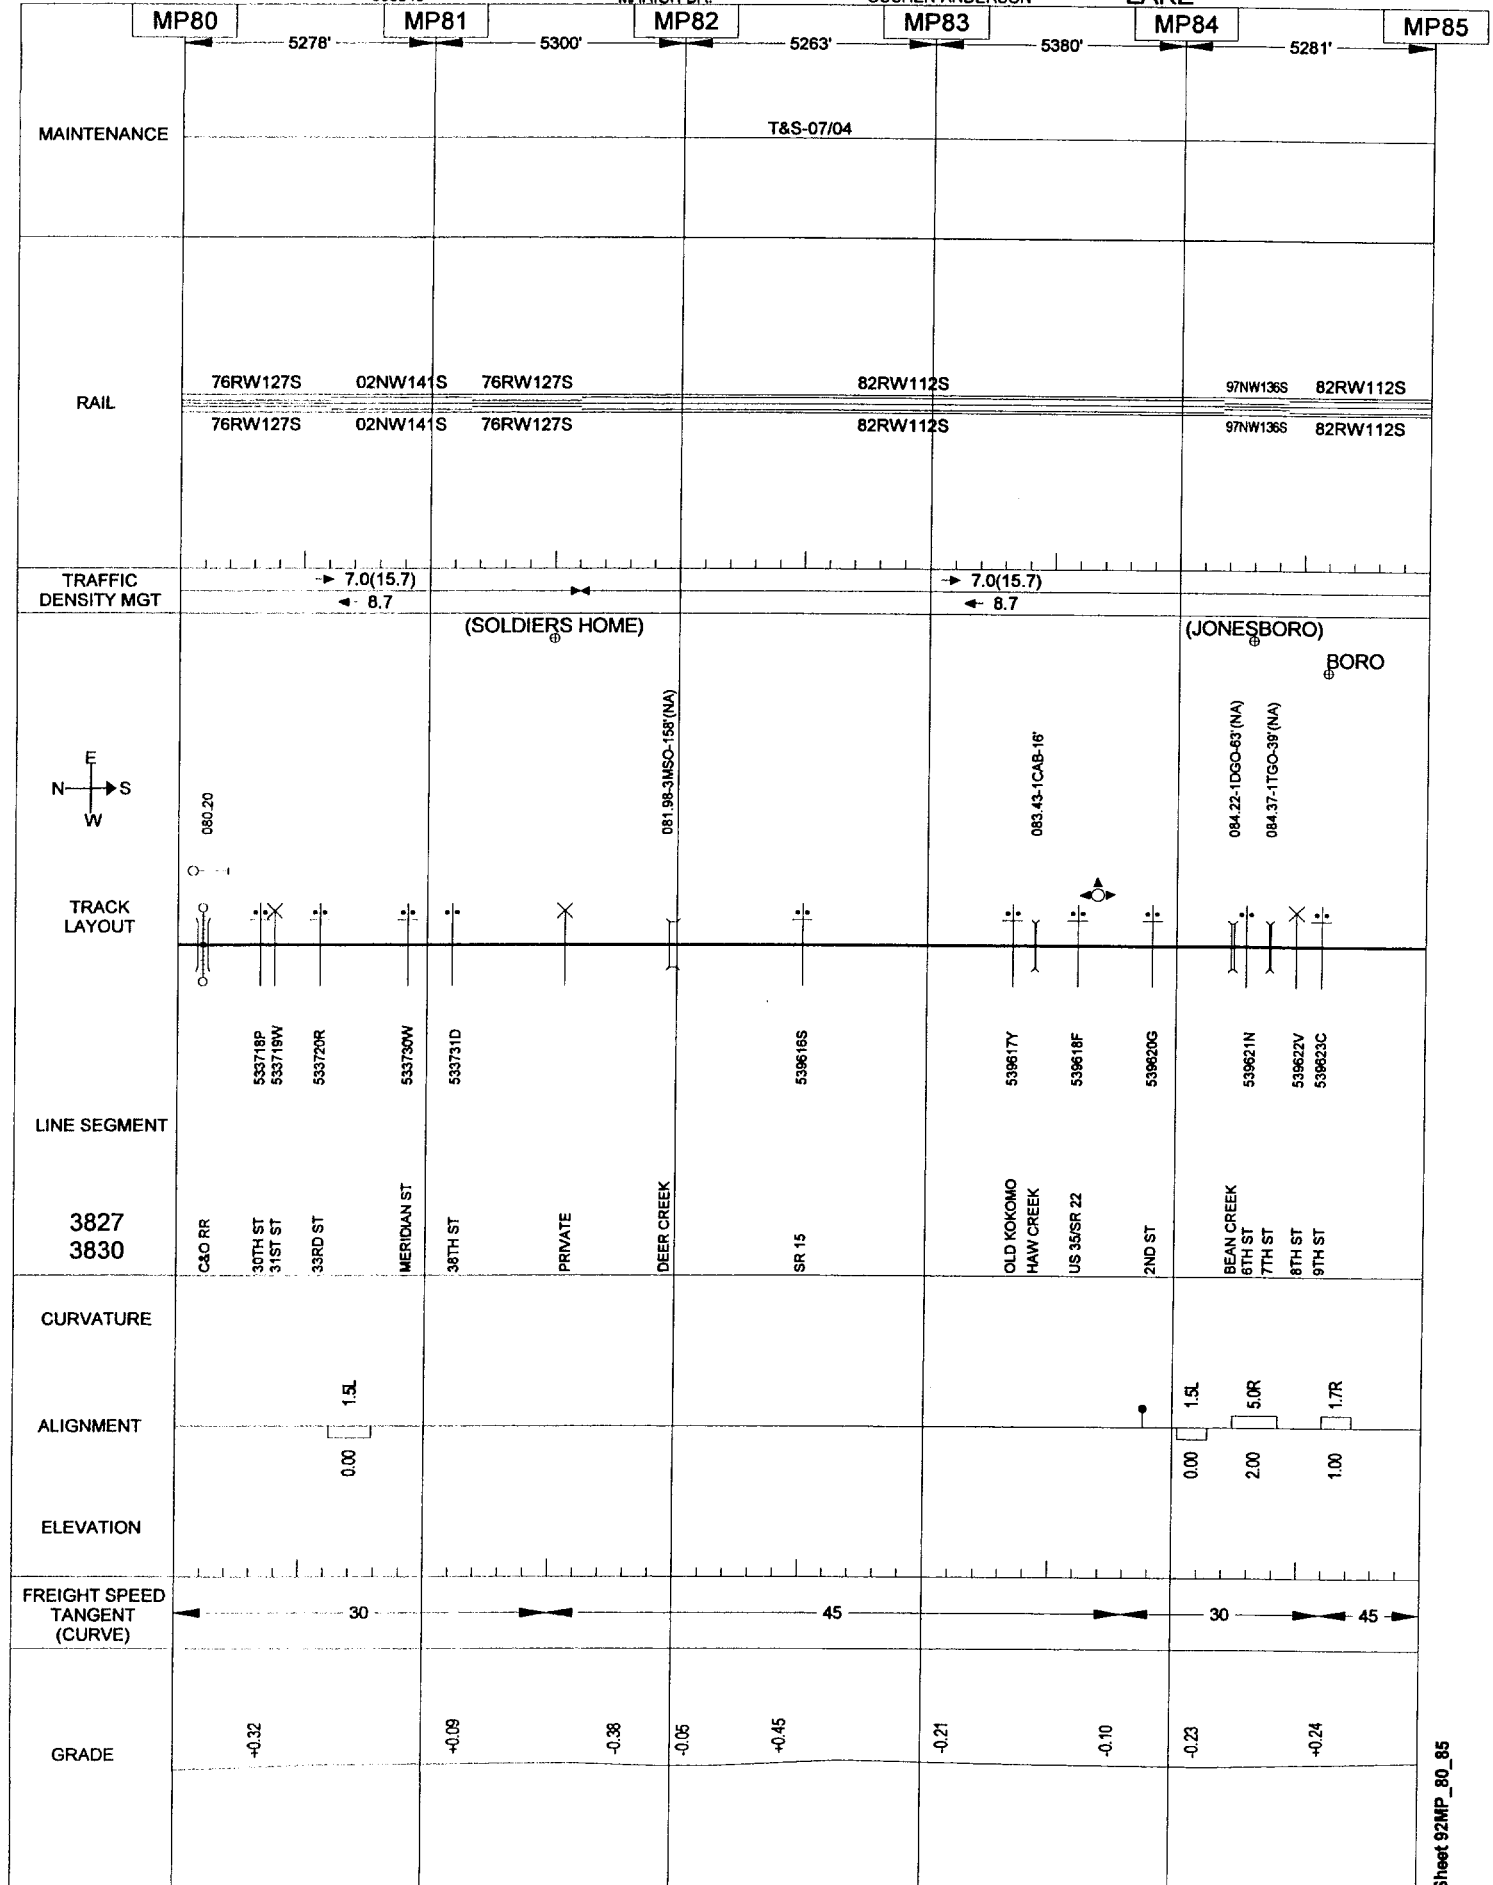 MP80 MP81 MP82 MP83 MP84 MP85
5278' 5300' 5263' 5380' 5281'
MAINTENANCE
T&S-07/04
76RW127S 02NW141S 76RW127S 82RW112S 97NW136S 82RW112S
RAIL
76RW127S 02NW141S 76RW127S 82RW112S 97NW136S 82RW112S
TRAFFIC
DENSITY MGT
7.0(15.7) 7.0(15.7)
8.7 8.7
(SOLDIERS HOME) (JONESBORO)
BORO
E
N S
W
080.20
081.98-3MSO-158'(NA)
083.43-1CAB-16'
084.22-1DGO-63'(NA)
084.37-1TGO-39'(NA)
TRACK
LAYOUT
533718P
533719W
533720R
533730W
533731D
539616S
539617Y
539618F
539620G
539621N
539622V
539623C
LINE SEGMENT
3827
3830
C&O RR
30TH ST
31ST ST
33RD ST
MERIDIAN ST
38TH ST
PRIVATE
DEER CREEK
SR 15
OLD KOKOMO
HAW CREEK
US 35/SR 22
2ND ST
BEAN CREEK
6TH ST
7TH ST
8TH ST
9TH ST
CURVATURE
1.5L 1.5L 5.0R 1.7R
ALIGNMENT
0.00 0.00 2.00 1.00
ELEVATION
FREIGHT SPEED
TANGENT
(CURVE)
30 45 30 45
GRADE
+0.32 +0.09 -0.38 -0.05 +0.45 -0.21 -0.10 -0.23 +0.24
Sheet 92MP_80_85